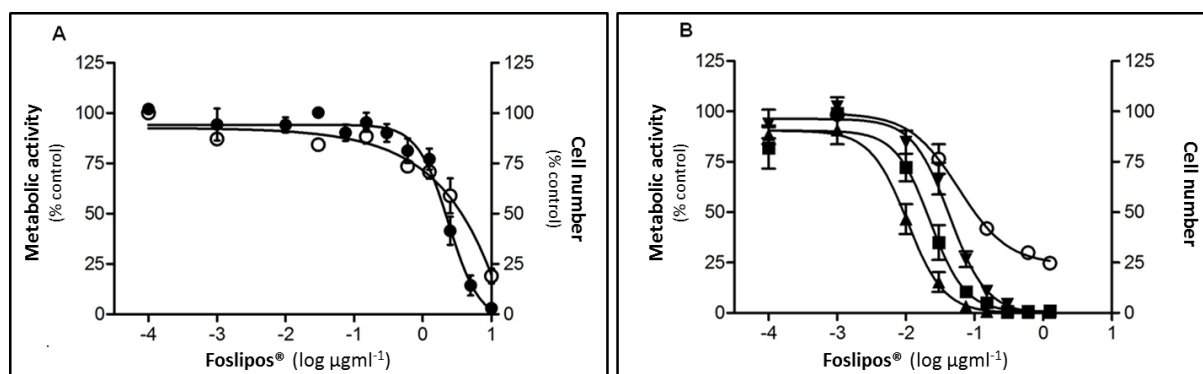 A
125
100
75
50
25
0
Metabolic activity
(% control)
125
100
75
50
25
0
Cell number
(% control)
-4 -3 -2 -1 0 1
Foslipos® (log µgml⁻¹)
B
125
100
75
50
25
0
Metabolic activity
(% control)
125
100
75
50
25
0
Cell number
(% control)
-4 -3 -2 -1 0 1
Foslipos® (log µgml⁻¹)